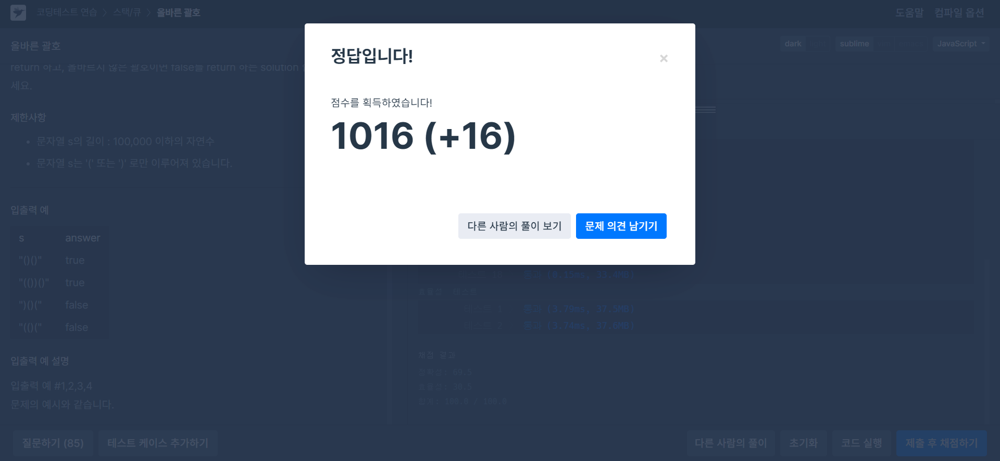 코딩테스트 연습 > 스택/큐 > 올바른 괄호
도움말 컴파일 옵션
올바른 괄호
dark
sublime
JavaScript
return 하고, 올바르지 않은 괄호이면 false를 return 하는 solution
세요.
제한사항
• 문자열 s의 길이 : 100,000 이하의 자연수
• 문자열 s는 '(' 또는 ')' 로만 이루어져 있습니다.
입출력 예
s answer
"()()" true
"(())()" true
")()(" false
"(()(" false
입출력 예 설명
입출력 예 #1,2,3,4
문제의 예시와 같습니다.
정답입니다!
×
점수를 획득하였습니다!
1016 (+16)
다른 사람의 풀이 보기
문제 의견 남기기
테스트 10 통과 (0.15ms, 33.4MB)
효율성 테스트
테스트 1 통과 (3.79ms, 37.5MB)
테스트 2 통과 (3.74ms, 37.6MB)
채점 결과
정확성: 69.5
효율성: 30.5
합계: 100.0 / 100.0
질문하기 (85)
테스트 케이스 추가하기
다른 사람의 풀이
초기화
코드 실행
제출 후 채점하기